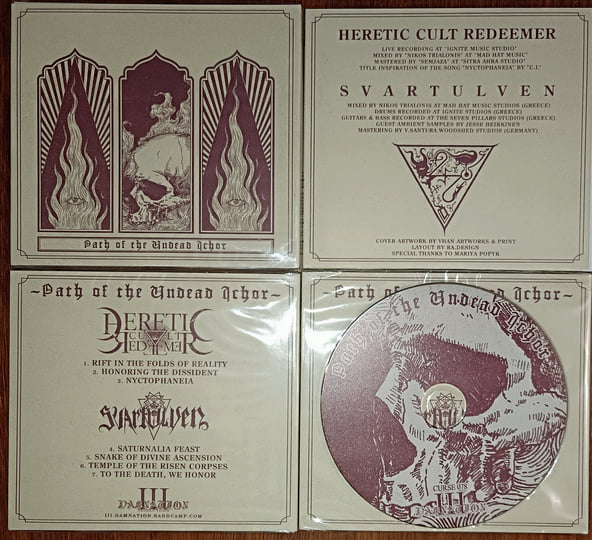 Path of the Undead Ichor
HERETIC CULT REDEEMER
LIVE RECORDING AT "IGNITE MUSIC STUDIO"
MIXED BY "NIKOS TRIALONIS" AT "MAD HAT MUSIC"
MASTERED BY "SEMJAZA" AT "SITRA AHRA STUDIO"
TITLE INSPIRATION OF THE SONG "NYCTOPHANEIA" BY "C.I."
SVARTULVEN
MIXED BY NIKOS TRIALONIS AT MAD HAT MUSIC STUDIOS (GREECE)
DRUMS RECORDED AT IGNITE STUDIOS (GREECE)
GUITARS & BASS RECORDED AT THE SEVEN PILLARS STUDIOS (GREECE)
GUEST AMBIENT SAMPLES BY JESSE HEIKKINEN
MASTERING BY V.SANTURA WOODSHED STUDIOS (GERMANY)
COVER ARTWORK BY VHAN ARTWORKS & PRINT
LAYOUT BY RA.DESIGN
SPECIAL THANKS TO MARIYA POPYK
~Path of the Undead Ichor~
HERETIC
CULT
REDEEMER
1. RIFT IN THE FOLDS OF REALITY
2. HONORING THE DISSIDENT
3. NYCTOPHANEIA
SVARTULVEN
4. SATURNALIA FEAST
5. SNAKE OF DIVINE ASCENSION
6. TEMPLE OF THE RISEN CORPSES
7. TO THE DEATH, WE HONOR
III
DAMNATION
III-DAMNATION.BANDCAMP.COM
~Path of the Undead Ichor~
Path of the Undead Ichor
CURSE 078
III
DAMNATION